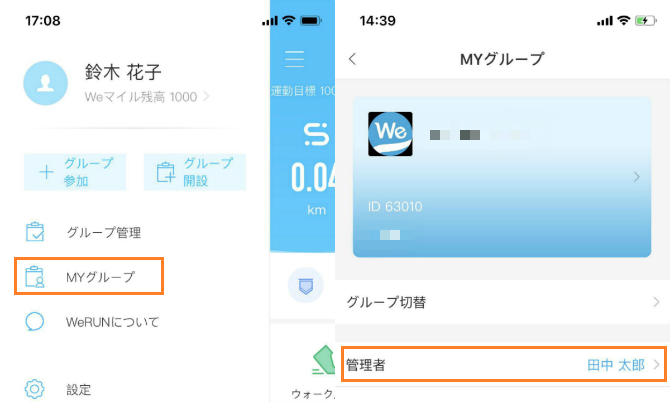 17:08
鈴木 花子
Weマイル残高 1000
グループ
参加
グループ
開設
グループ管理
MYグループ
WeRUNについて
設定
運動目標 100
0.04
km
ウォーク
14:39
MYグループ
We
ID 63010
グループ切替
管理者
田中 太郎